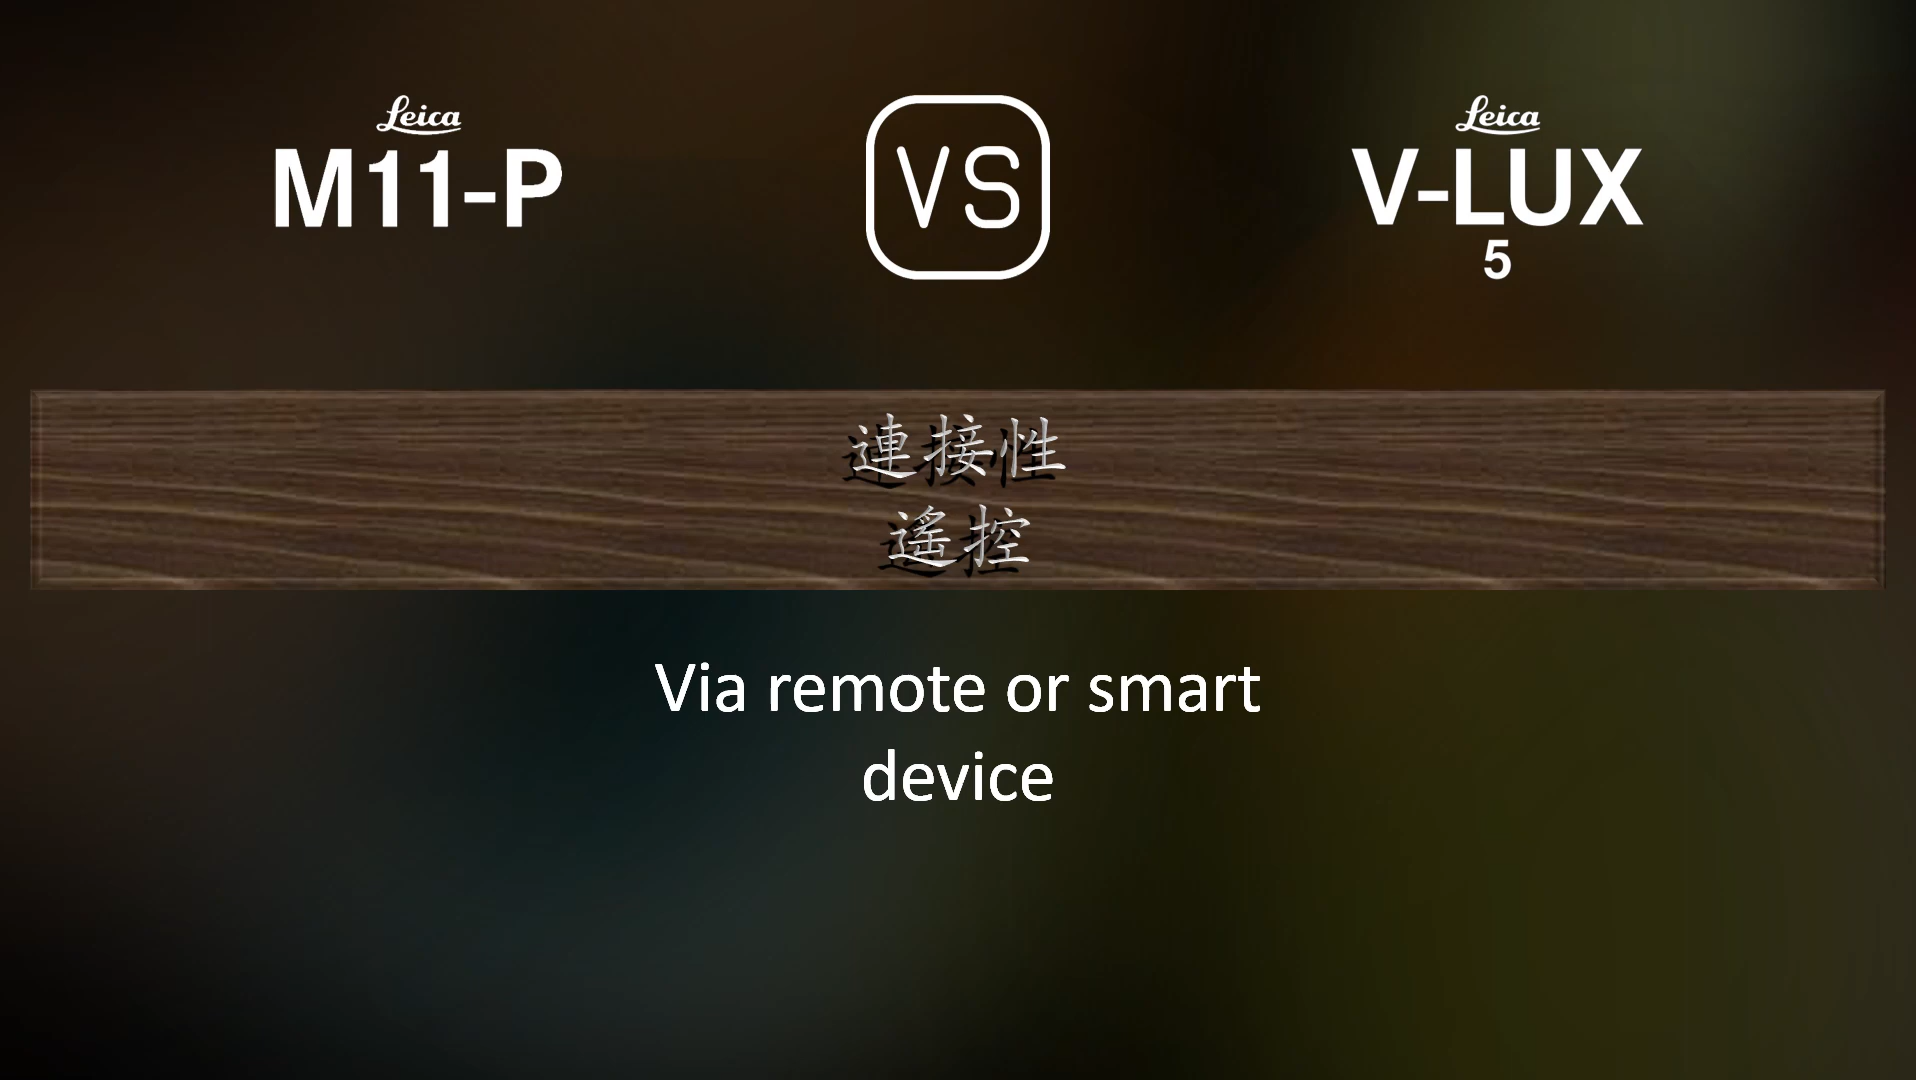 Leica
M11-P
VS
Leica
V-LUX
5
連接性
遙控
Via remote or smart
device